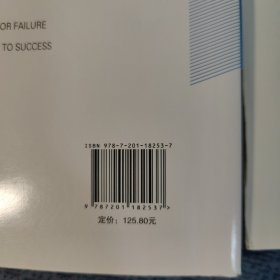 OR FAILURE
TO SUCCESS
ISBN 978-7-201-18253-7
9 787201 182537 >
定价：125.80元